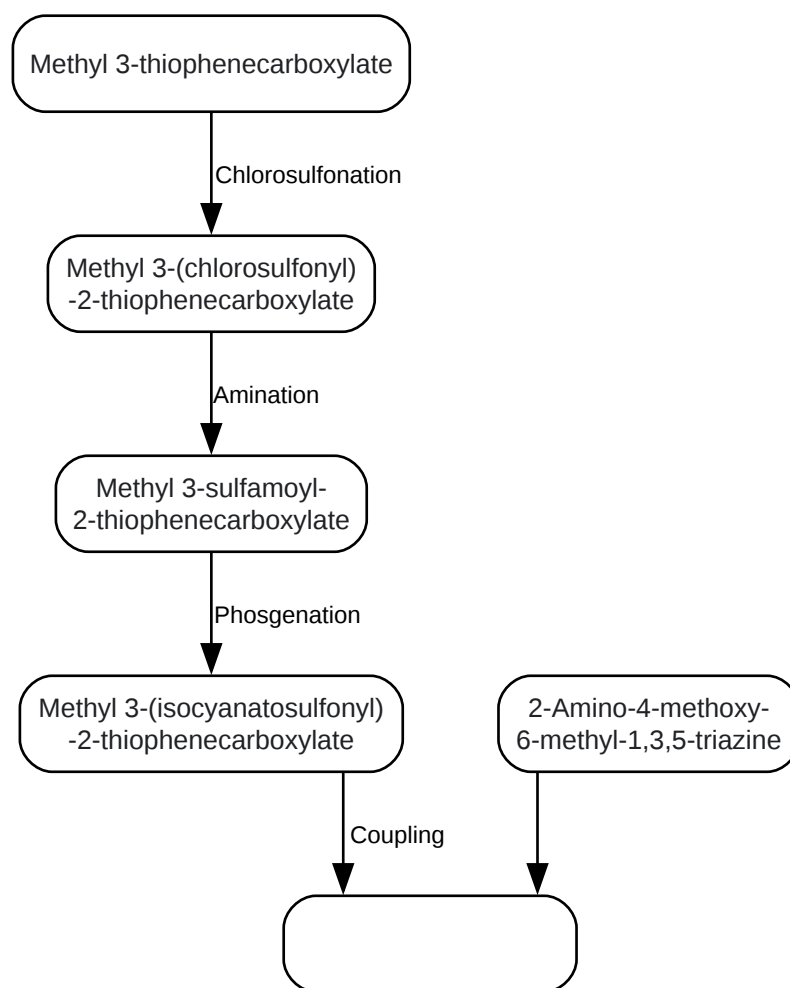 Methyl 3-thiophenecarboxylate
Chlorosulfonation
Methyl 3-(chlorosulfonyl)
-2-thiophenecarboxylate
Amination
Methyl 3-sulfamoyl-
2-thiophenecarboxylate
Phosgenation
Methyl 3-(isocyanatosulfonyl)
-2-thiophenecarboxylate
2-Amino-4-methoxy-
6-methyl-1,3,5-triazine
Coupling